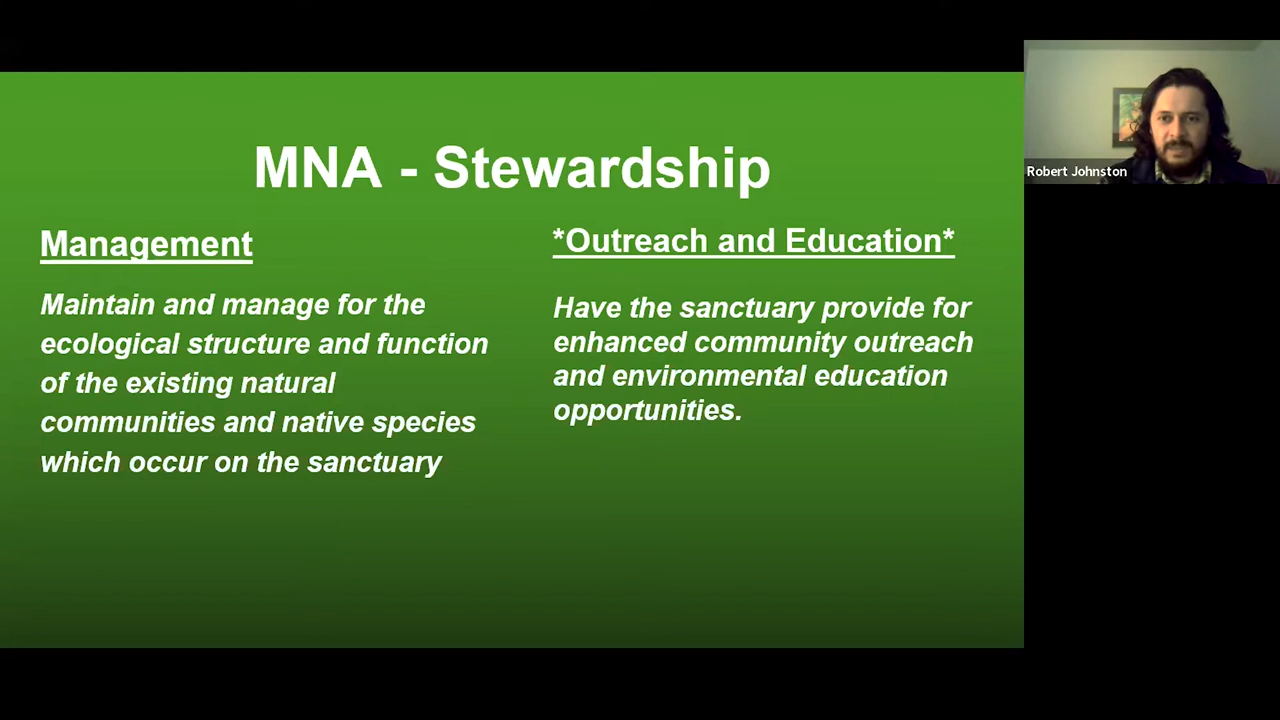 MNA - Stewardship
Management
Maintain and manage for the
ecological structure and function
of the existing natural
communities and native species
which occur on the sanctuary
*Outreach and Education*
Have the sanctuary provide for
enhanced community outreach
and environmental education
opportunities.
Robert Johnston